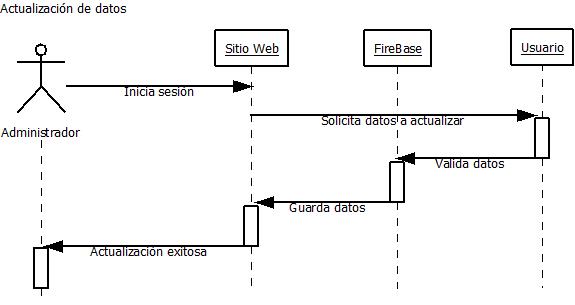 Actualización de datos
Sitio Web
FireBase
Usuario
Inicia sesión
Solicita datos a actualizar
Administrador
Valida datos
Guarda datos
Actualización exitosa